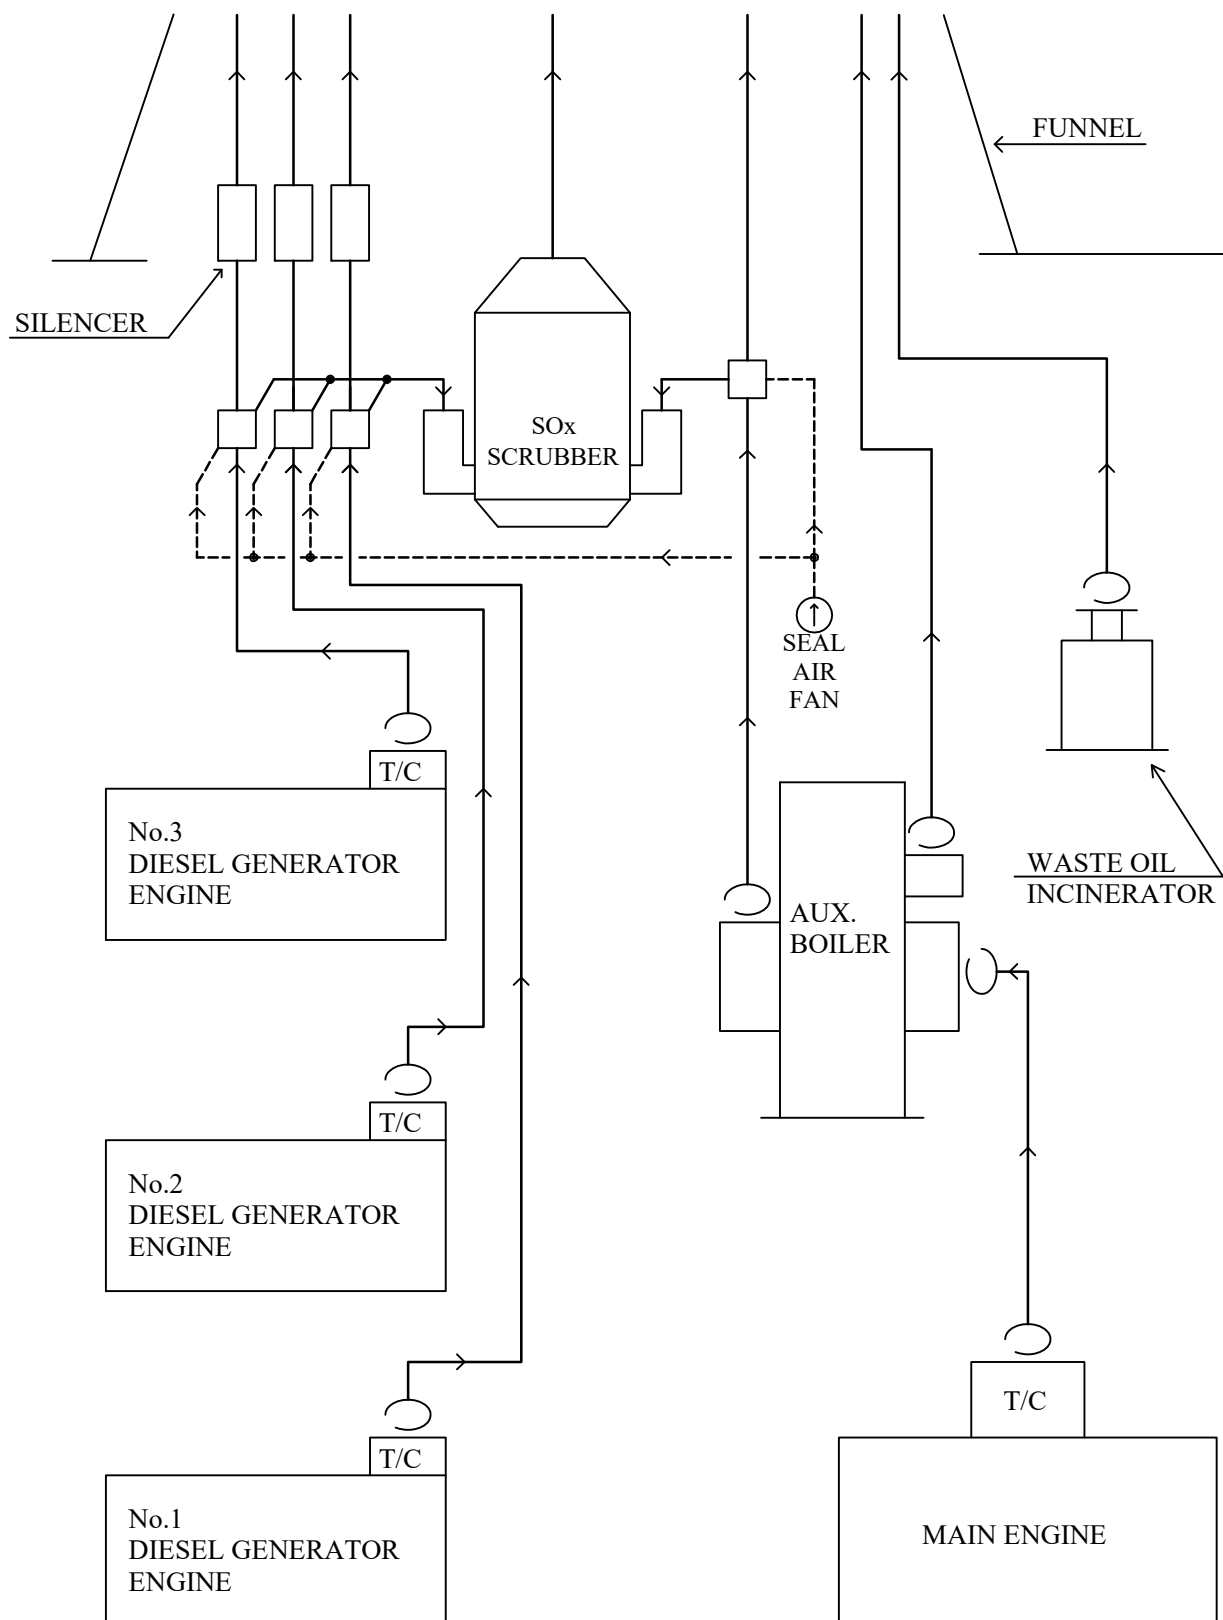 FUNNEL
SILENCER
SOx
SCRUBBER
SEAL
AIR
FAN
T/C
No.3
DIESEL GENERATOR
ENGINE
WASTE OIL
INCINERATOR
AUX.
BOILER
T/C
No.2
DIESEL GENERATOR
ENGINE
T/C
T/C
No.1
DIESEL GENERATOR
ENGINE
MAIN ENGINE